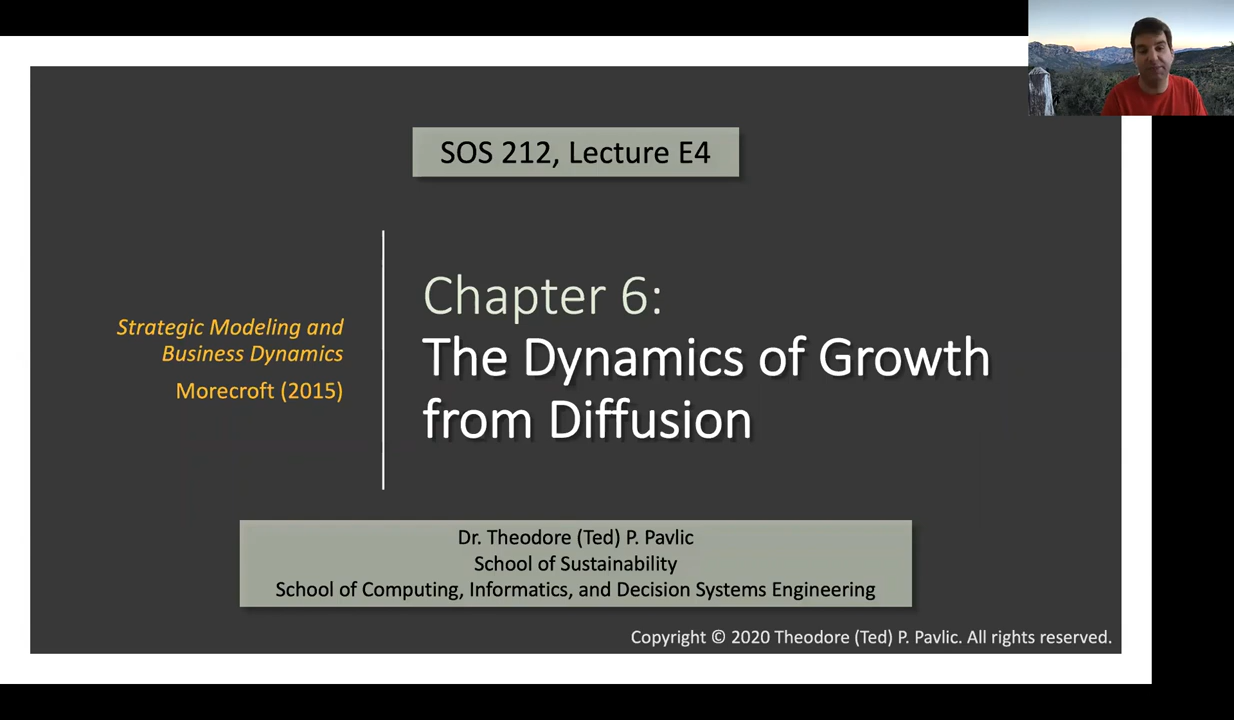 SOS 212, Lecture E4
Strategic Modeling and
Business Dynamics
Morecroft (2015)
Chapter 6:
The Dynamics of Growth
from Diffusion
Dr. Theodore (Ted) P. Pavlic
School of Sustainability
School of Computing, Informatics, and Decision Systems Engineering
Copyright © 2020 Theodore (Ted) P. Pavlic. All rights reserved.